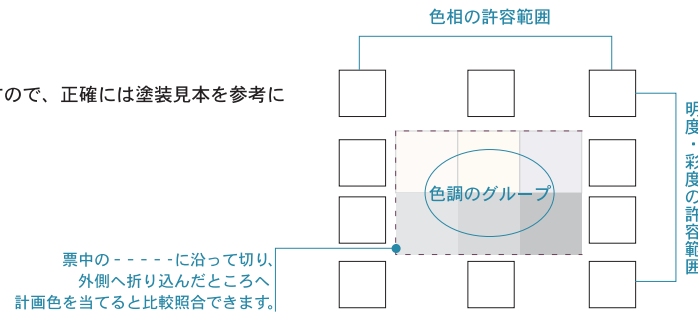 色相の許容範囲
ので、正確には塗装見本を参考に
明度・彩度の許容範囲
色調のグループ
票中の-----に沿って切り、
外側へ折り込んだところへ
計画色を当てると比較照合できます。